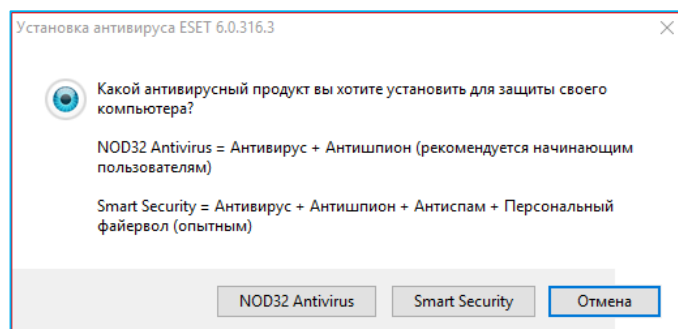 Установка антивируса ESET 6.0.316.3
Какой антивирусный продукт вы хотите установить для защиты своего
компьютера?
NOD32 Antivirus = Антивирус + Антишпион (рекомендуется начинающим
пользователям)
Smart Security = Антивирус + Антишпион + Антиспам + Персональный
файервол (опытным)
NOD32 Antivirus Smart Security Отмена